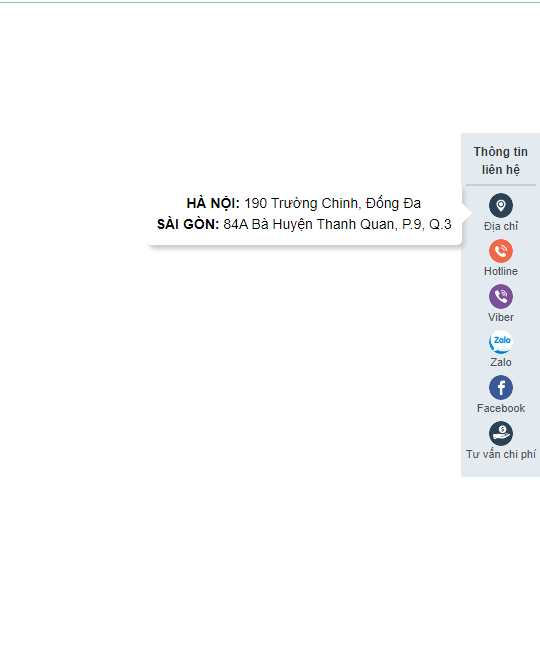 Thông tin
liên hệ
HÀ NỘI: 190 Trường Chinh, Đống Đa
SÀI GÒN: 84A Bà Huyện Thanh Quan, P.9, Q.3
Địa chỉ
Hotline
Viber
Zalo
Zalo
Facebook
Tư vấn chi phí